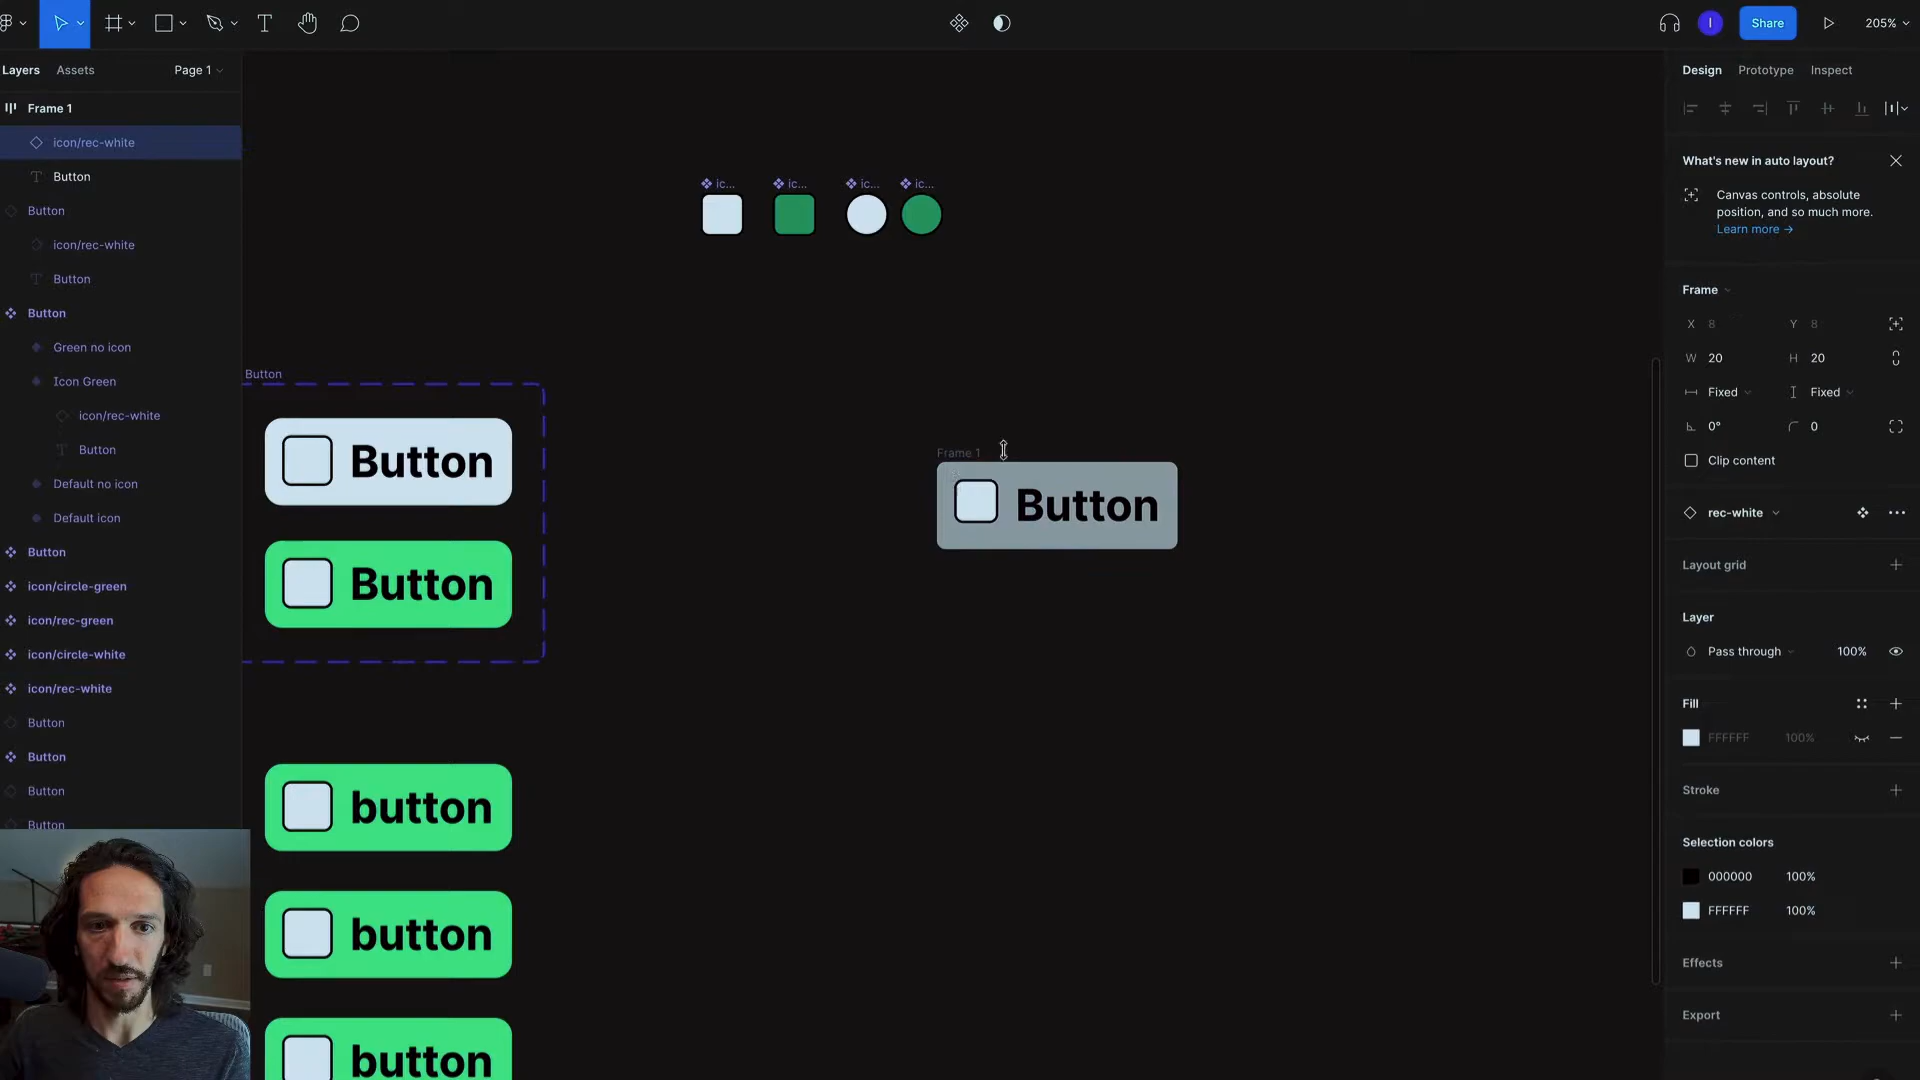 I
Share
205%
Layers
Assets
Page 1
Frame 1
icon/rec-white
Button
Button
icon/rec-white
Button
Button
Green no icon
Icon Green
icon/rec-white
Button
Default no icon
Default icon
Button
icon/circle-green
icon/rec-green
icon/circle-white
icon/rec-white
Button
Button
Button
Button
ic...
ic...
ic...
ic...
Button
Button
Button
button
button
button
Frame 1
Button
Design
Prototype
Inspect
What's new in auto layout?
Canvas controls, absolute
position, and so much more.
Learn more →
Frame
X 8
Y 8
W 20
H 20
Fixed
Fixed
0°
0
Clip content
rec-white
Layout grid
Layer
Pass through
100%
Fill
FFFFFF
100%
Stroke
Selection colors
000000
100%
FFFFFF
100%
Effects
Export